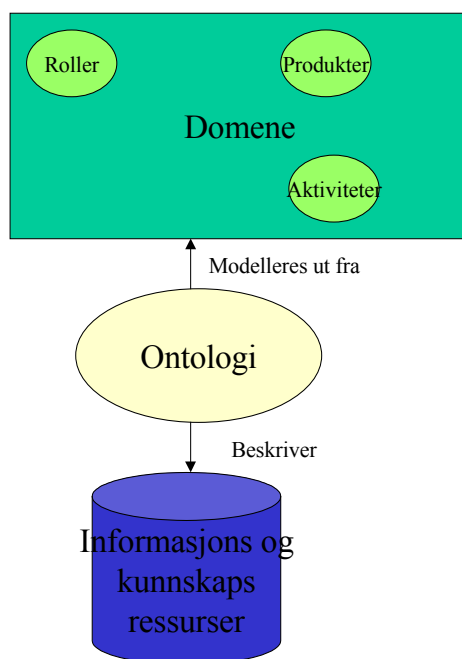 Roller
Produkter
Domene
Aktiviteter
Modelleres ut fra
Ontologi
Beskriver
Informasjons og
kunnskaps
ressurser